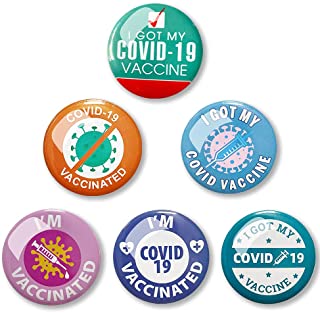 I GOT MY
COVID-19
VACCINE
COVID-19
VACCINATED
I GOT MY
COVID VACCINE
I'M
VACCINATED
I'M
COVID
19
VACCINATED
I GOT MY
COVID 19
VACCINE